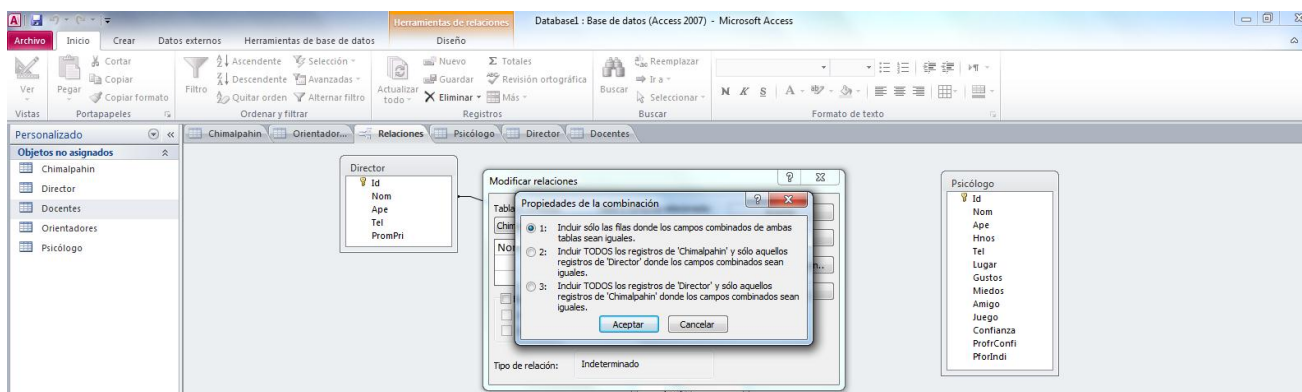 Herramientas de relaciones
Database1 : Base de datos (Access 2007) - Microsoft Access
Archivo Inicio Crear Datos externos Herramientas de base de datos Diseño
Ver
Pegar
Cortar
Copiar
Copiar formato
Filtro
Ascendente
Descendente
Quitar orden
Selección
Avanzadas
Alternar filtro
Actualizar todo
Nuevo
Guardar
Eliminar
Totales
Revisión ortográfica
Más
Buscar
Reemplazar
Ir a
Seleccionar
N K S A
Vistas Portapapeles Ordenar y filtrar Registros Buscar Formato de texto
Personalizado
Objetos no asignados
Chimalpahin
Director
Docentes
Orientadores
Psicólogo
Chimalpahin Orientador... Relaciones Psicólogo Director Docentes
Director
Id
Nom
Ape
Tel
PromPri
Modificar relaciones
Propiedades de la combinación
1: Incluir sólo las filas donde los campos combinados de ambas
tablas sean iguales.
2: Incluir TODOS los registros de 'Chimalpahin' y sólo aquellos
registros de 'Director' donde los campos combinados sean
iguales.
3: Incluir TODOS los registros de 'Director' y sólo aquellos
registros de 'Chimalpahin' donde los campos combinados sean
iguales.
Aceptar Cancelar
Tipo de relación: Indeterminado
Psicólogo
Id
Nom
Ape
Hnos
Tel
Lugar
Gustos
Miedos
Amigo
Juego
Confianza
ProfrConfi
PforIndi